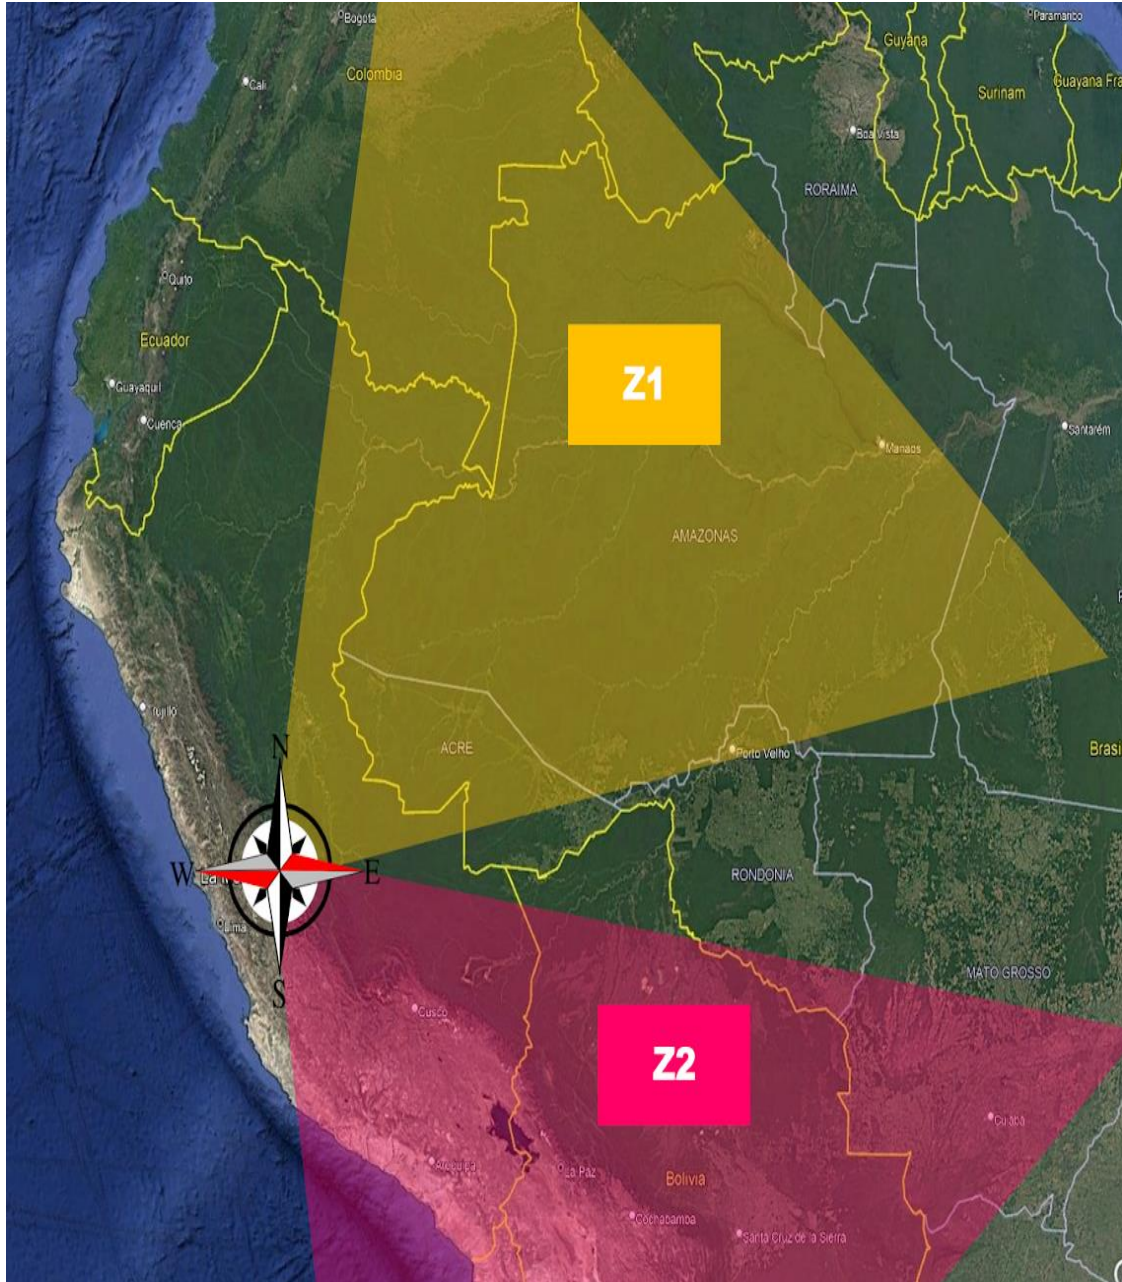 Bogota
Paramaribo
Guyana
Colombia
Cali
Surinam
Guayana Fra
Boa Vista
RORAIMA
Quito
Ecuador
Z1
Guayaquil
Cuenca
Santarém
Manaos
AMAZONAS
Trujillo
ACRE
Porto Velho
Brasi
N
W
E
RONDONIA
Lima
MATO GROSSO
S
Cusco
Z2
Cuiabá
Arequipa
La Paz
Bolivia
Cochabamba
Santa Cruz de la Sierra